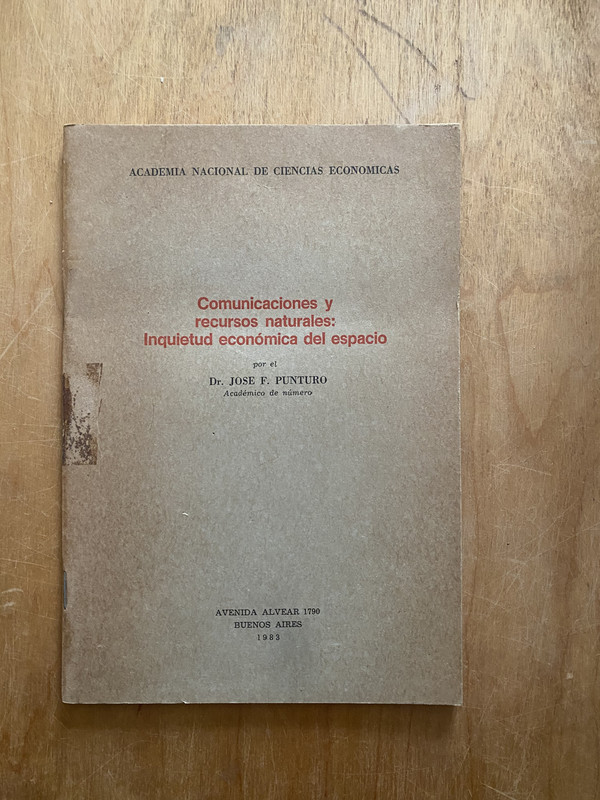 ACADEMIA NACIONAL DE CIENCIAS ECONOMICAS
Comunicaciones y
recursos naturales:
Inquietud económica del espacio
por el
Dr. JOSE F. PUNTURO
Académico de número
AVENIDA ALVEAR 1790
BUENOS AIRES
1983